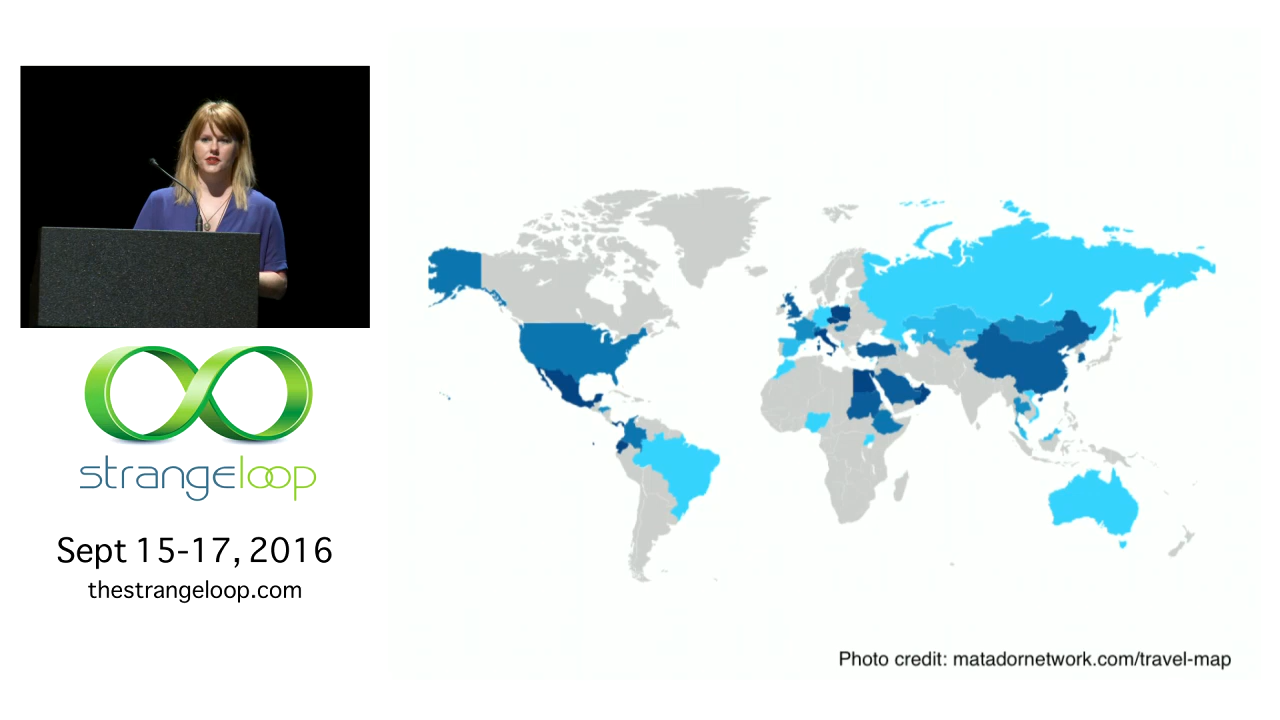 strangeloop
Sept 15-17, 2016
thestrangeloop.com
Photo credit: matadornetwork.com/travel-map